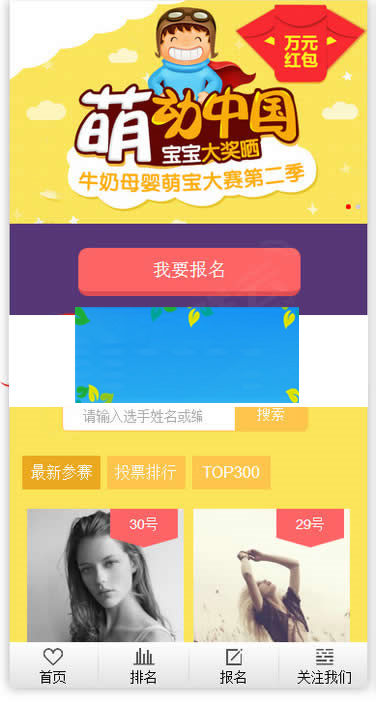 万元
红包
萌动中国
宝宝大奖晒
牛奶母婴萌宝大赛第二季
我要报名
请输入选手姓名或编
搜索
最新参赛 投票排行 TOP300
30号 29号
首页 排名 报名 关注我们